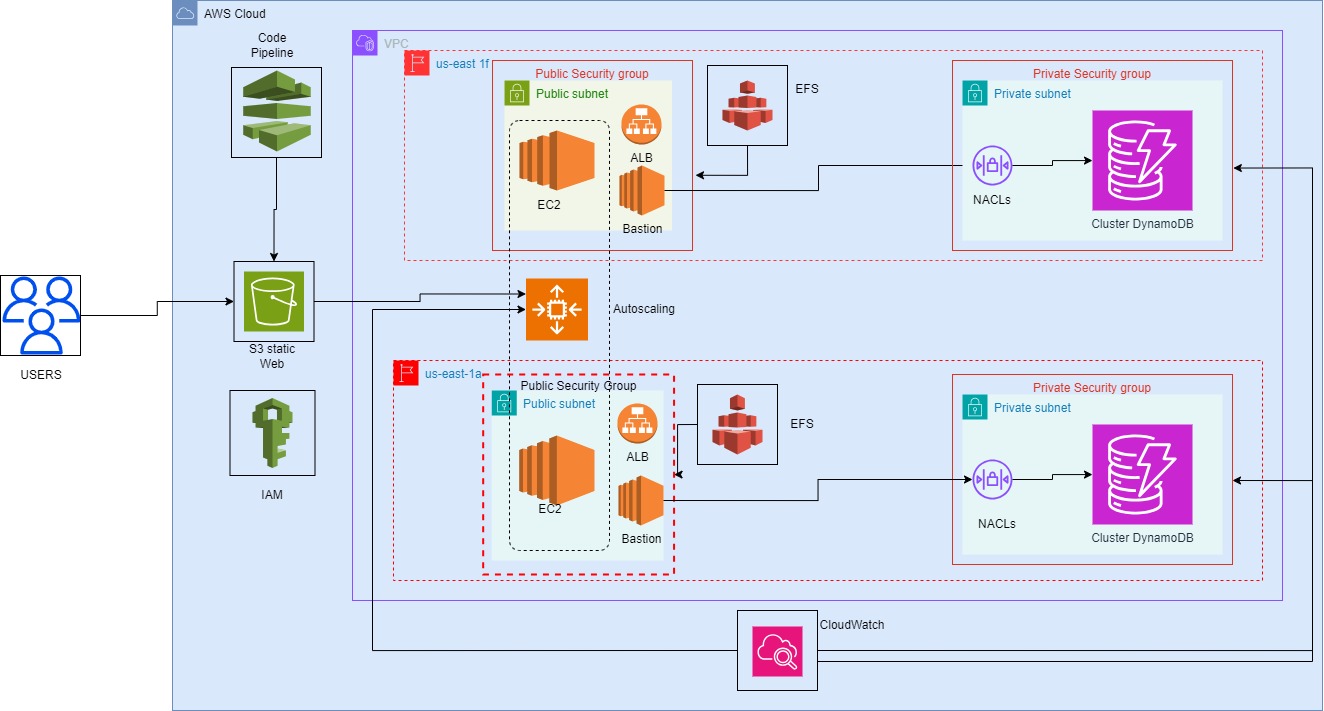 AWS Cloud
Code
Pipeline
VPC
us-east 1f
Public Security group
Public subnet
EC2
ALB
Bastion
EFS
Private Security group
Private subnet
NACLs
Cluster DynamoDB
USERS
S3 static
Web
IAM
Autoscaling
us-east-1a
Public Security Group
Public subnet
EC2
ALB
Bastion
EFS
Private Security group
Private subnet
NACLs
Cluster DynamoDB
CloudWatch